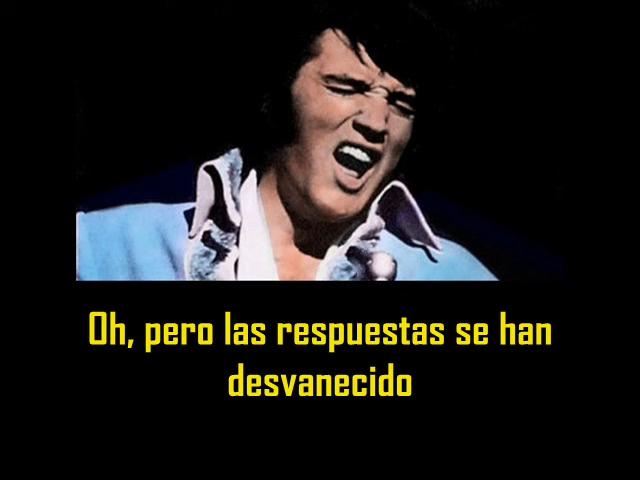 Oh, pero las respuestas se han
desvanecido